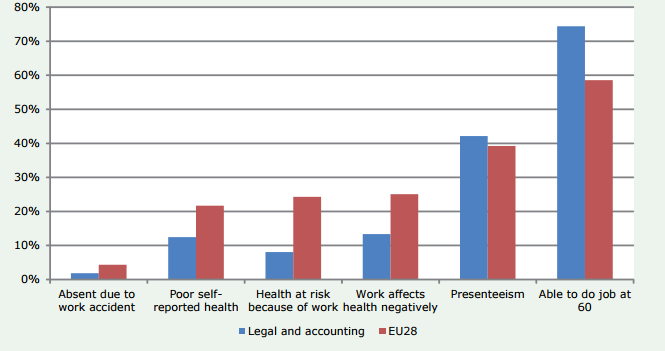 80%
70%
60%
50%
40%
30%
20%
10%
0%
Absent due to
work accident
Poor self-
reported health
Health at risk
because of work
Work affects
health negatively
Presenteeism
Able to do job at
60
Legal and accounting
EU28